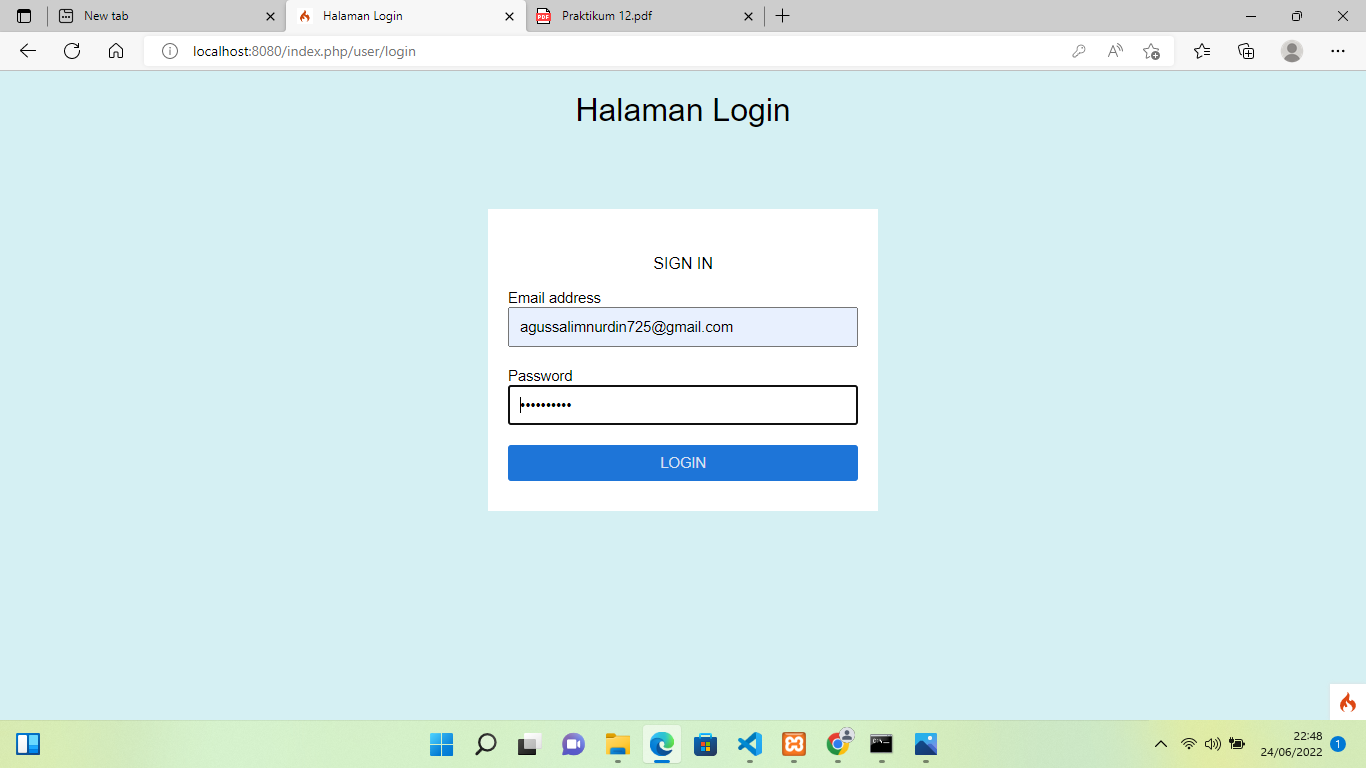 New tab
Halaman Login
Praktikum 12.pdf
localhost:8080/index.php/user/login
Halaman Login
SIGN IN
Email address
agussalimnurdin725@gmail.com
Password
••••••••••
LOGIN
22:48
24/06/2022
1